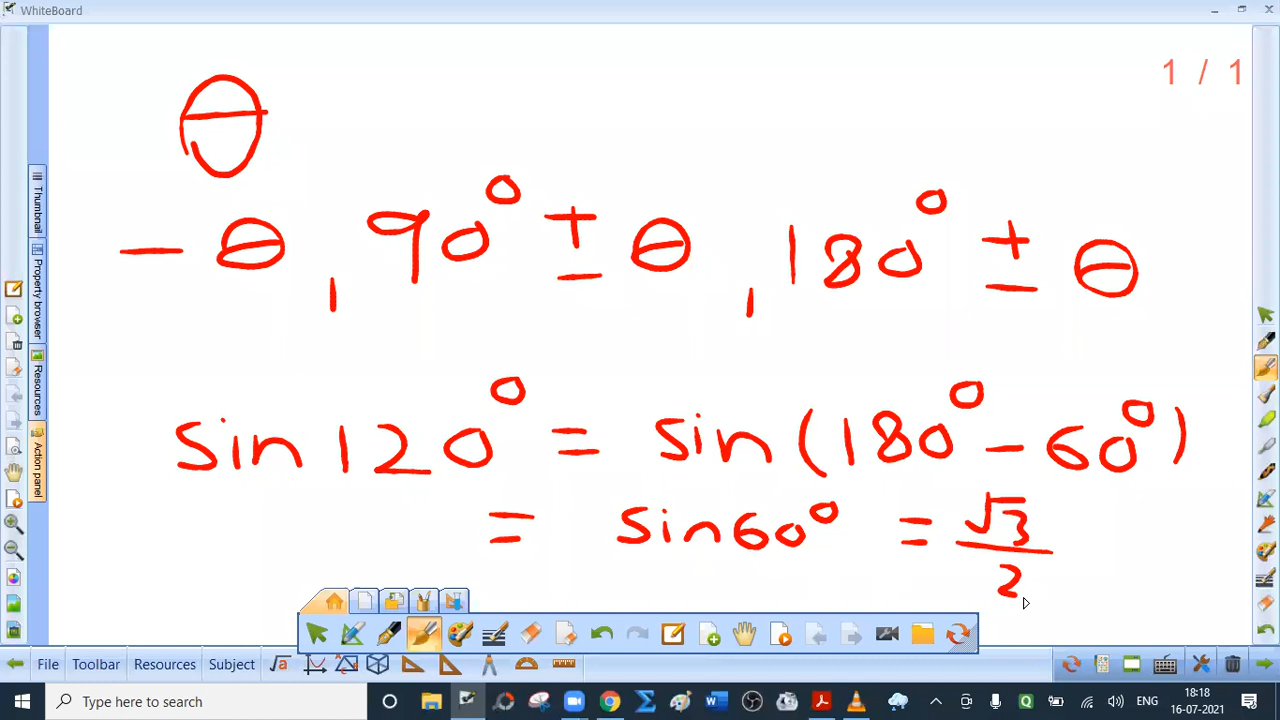 WhiteBoard
1 / 1
θ
− θ , 90° ± θ , 180° ± θ
sin 120° = sin (180° − 60°)
= sin 60° = √3/2
Thumbnail
Property browser
Resources
Action panel
File Toolbar Resources Subject
Type here to search
ENG
18:18
16-07-2021